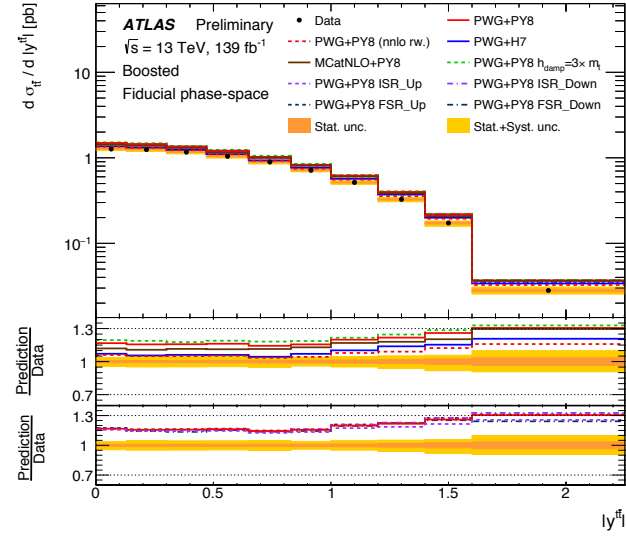 d σ_tt̄ / d |y^tt̄| [pb]
ATLAS Preliminary
√s = 13 TeV, 139 fb⁻¹
Boosted
Fiducial phase-space
Data
PWG+PY8
PWG+PY8 (nnlo rw.)
PWG+H7
MCatNLO+PY8
PWG+PY8 h_damp=3× m_t
PWG+PY8 ISR_Up
PWG+PY8 ISR_Down
PWG+PY8 FSR_Up
PWG+PY8 FSR_Down
Stat. unc.
Stat.+Syst. unc.
10
1
10⁻¹
Prediction
Data
1.3
1
0.7
Prediction
Data
1.3
1
0.7
0 0.5 1 1.5 2
|y^tt̄|